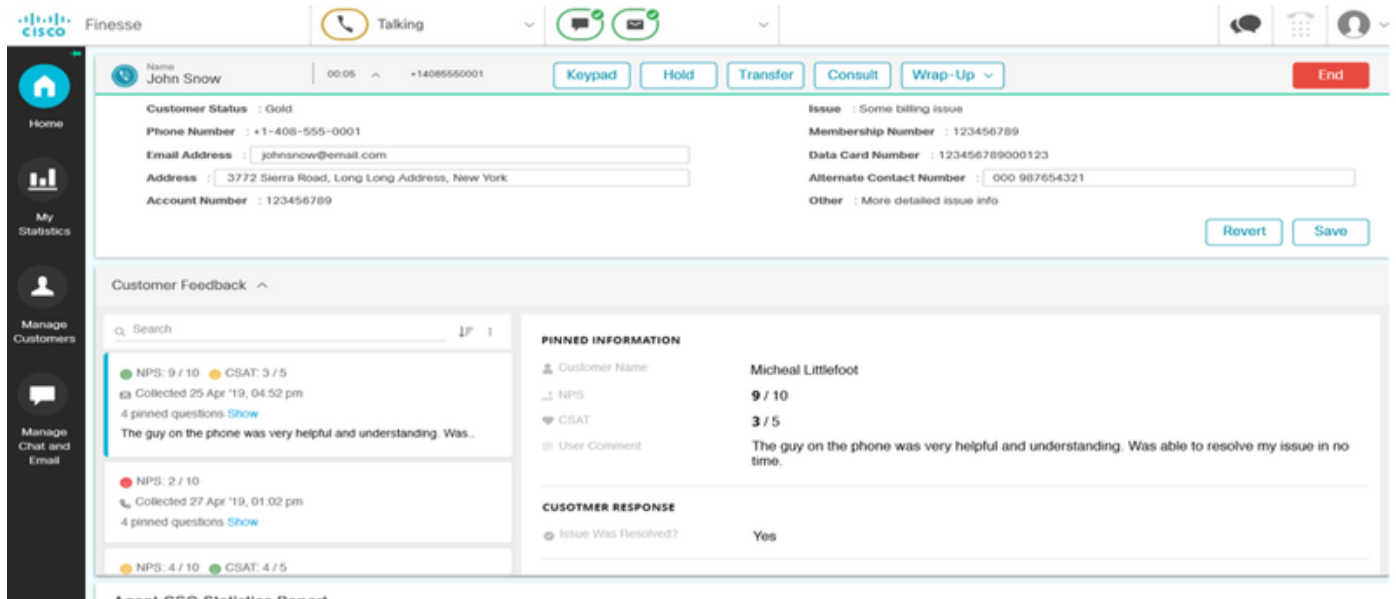 CISCO Finesse Talking
Name
John Snow 00:05 +14085550001 Keypad Hold Transfer Consult Wrap-Up End
Home
My
Statistics
Manage
Customers
Manage
Chat and
Email
Customer Status : Gold
Phone Number : +1-408-555-0001
Email Address : johnsnow@email.com
Address : 3772 Sierra Road, Long Long Address, New York
Account Number : 123456789
Issue : Some billing issue
Membership Number : 123456789
Data Card Number : 123456789000123
Alternate Contact Number : 000 987654321
Other : More detailed issue info
Revert Save
Customer Feedback
Search
NPS: 9 / 10 CSAT: 3 / 5
Collected 25 Apr '19, 04:52 pm
4 pinned questions Show
The guy on the phone was very helpful and understanding. Was..
NPS: 2 / 10
Collected 27 Apr '19, 01:02 pm
4 pinned questions Show
NPS: 4 / 10 CSAT: 4 / 5
PINNED INFORMATION
Customer Name Micheal Littlefoot
NPS 9 / 10
CSAT 3 / 5
User Comment The guy on the phone was very helpful and understanding. Was able to resolve my issue in no
time.
CUSOTMER RESPONSE
Issue Was Resolved? Yes